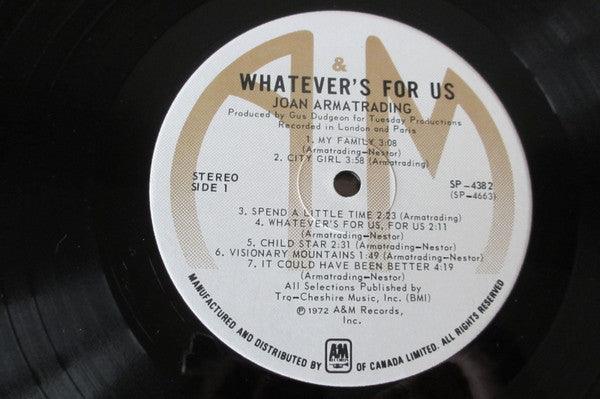 &
WHATEVER'S FOR US
JOAN ARMATRADING
Produced by Gus Dudgeon for Tuesday Productions
Recorded in London and Paris
1. MY FAMILY 3:08
(Armatrading-Nestor)
2. CITY GIRL 3:58 (Armatrading)
STEREO
SIDE 1
SP-4382
(SP-4663)
3. SPEND A LITTLE TIME 2:23 (Armatrading)
4. WHATEVER'S FOR US, FOR US 2:11
(Armatrading-Nestor)
5. CHILD STAR 2:31 (Armatrading-Nestor)
6. VISIONARY MOUNTAINS 1:49 (Armatrading-Nestor)
7. IT COULD HAVE BEEN BETTER 4:19
(Armatrading-Nestor)
All Selections Published by
Tro-Cheshire Music, Inc. (BMI)
℗ 1972 A&M Records,
Inc.
MANUFACTURED AND DISTRIBUTED BY A&M RECORDS OF CANADA LIMITED. ALL RIGHTS RESERVED